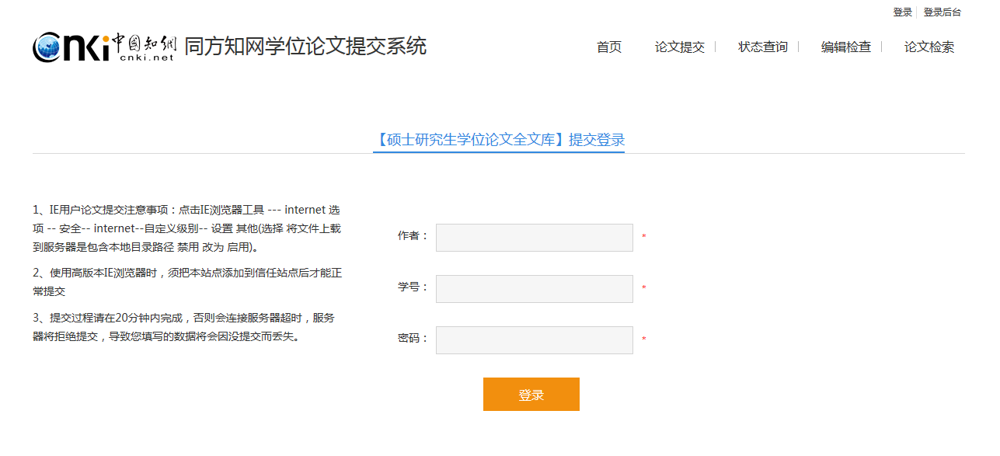 登录 登录后台
Cnki 中国知网 cnki.net 同方知网学位论文提交系统 首页 论文提交 状态查询 编辑检查 论文检索
【硕士研究生学位论文全文库】提交登录
1、IE用户论文提交注意事项：点击IE浏览器工具 --- internet 选
项 -- 安全-- internet--自定义级别-- 设置 其他(选择 将文件上载
到服务器是包含本地目录路径 禁用 改为 启用)。
2、使用高版本IE浏览器时，须把本站点添加到信任站点后才能正
常提交
3、提交过程请在20分钟内完成，否则会连接服务器超时，服务
器将拒绝提交，导致您填写的数据将会因没提交而丢失。
作者： *
学号： *
密码： *
登录